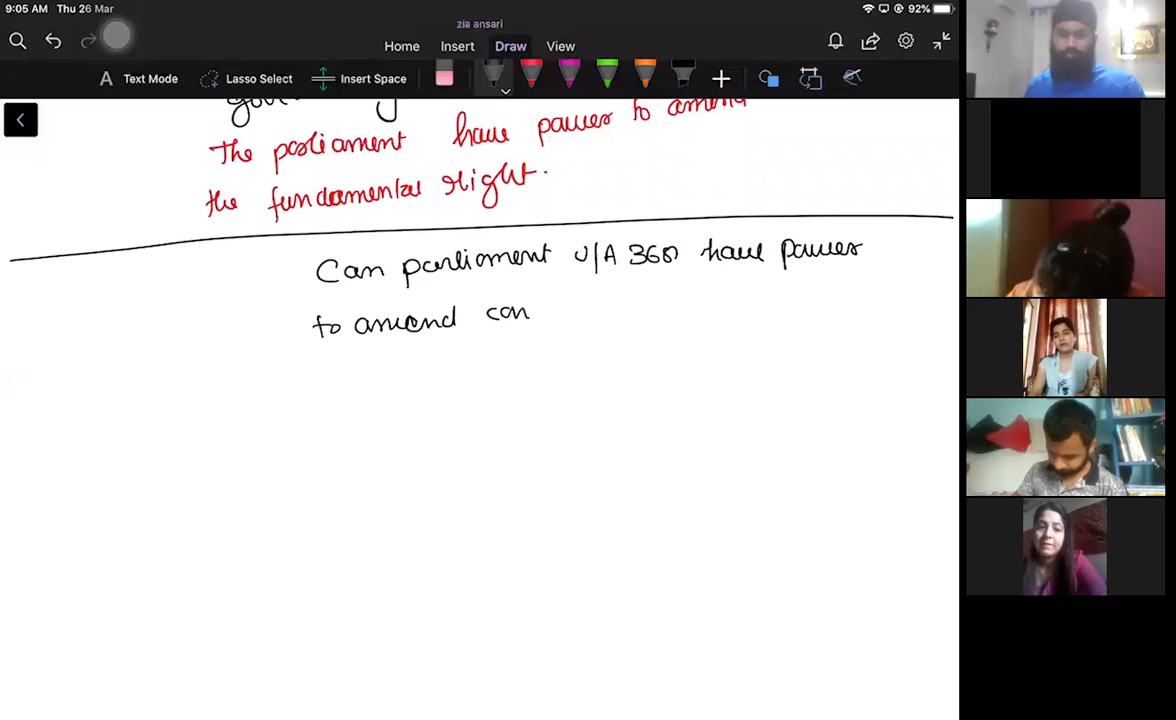 9:05 AM Thu 26 Mar
92%
zia ansari
Home Insert Draw View
Text Mode Lasso Select Insert Space
The parliament have power to amend
the fundamental right.
Can parliament U/A 368 have power
to amend con